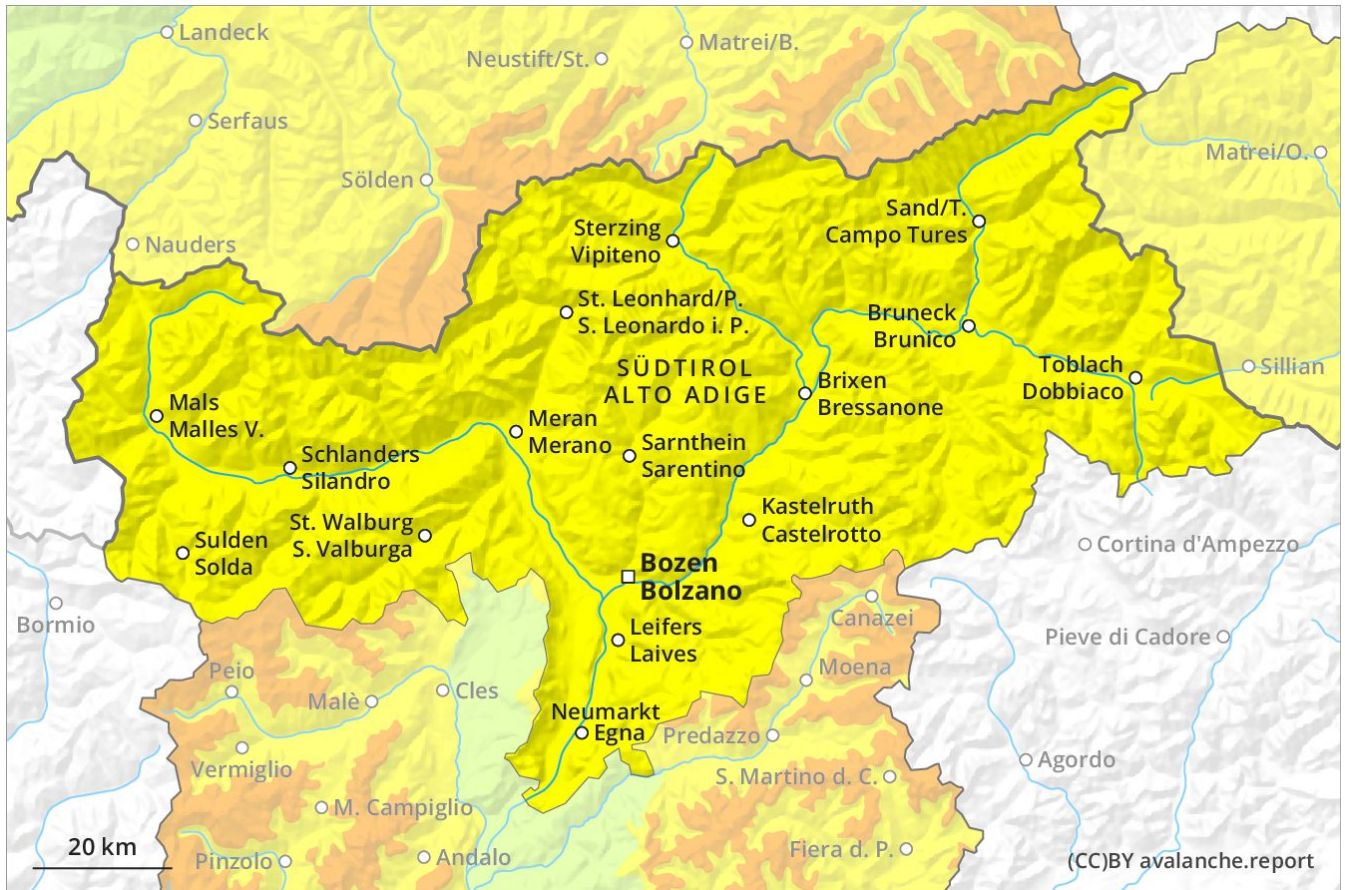 Landeck
Matrei/B.
Neustift/St.
Serfaus
Matrei/O.
Sölden
Sand/T.
Campo Tures
Nauders
Sterzing
Vipiteno
St. Leonhard/P.
S. Leonardo i. P.
Bruneck
Brunico
SÜDTIROL
ALTO ADIGE
Toblach
Dobbiaco
Sillian
Brixen
Bressanone
Mals
Malles V.
Meran
Merano
Sarnthein
Sarentino
Schlanders
Silandro
Kastelruth
Castelrotto
St. Walburg
S. Valburga
Sulden
Solda
Cortina d'Ampezzo
Bozen
Bolzano
Bormio
Canazei
Leifers
Laives
Pieve di Cadore
Peio
Moena
Malè
Cles
Neumarkt
Egna
Predazzo
Agordo
Vermiglio
S. Martino d. C.
M. Campiglio
20 km
Pinzolo
Andalo
Fiera d. P.
(CC)BY avalanche.report